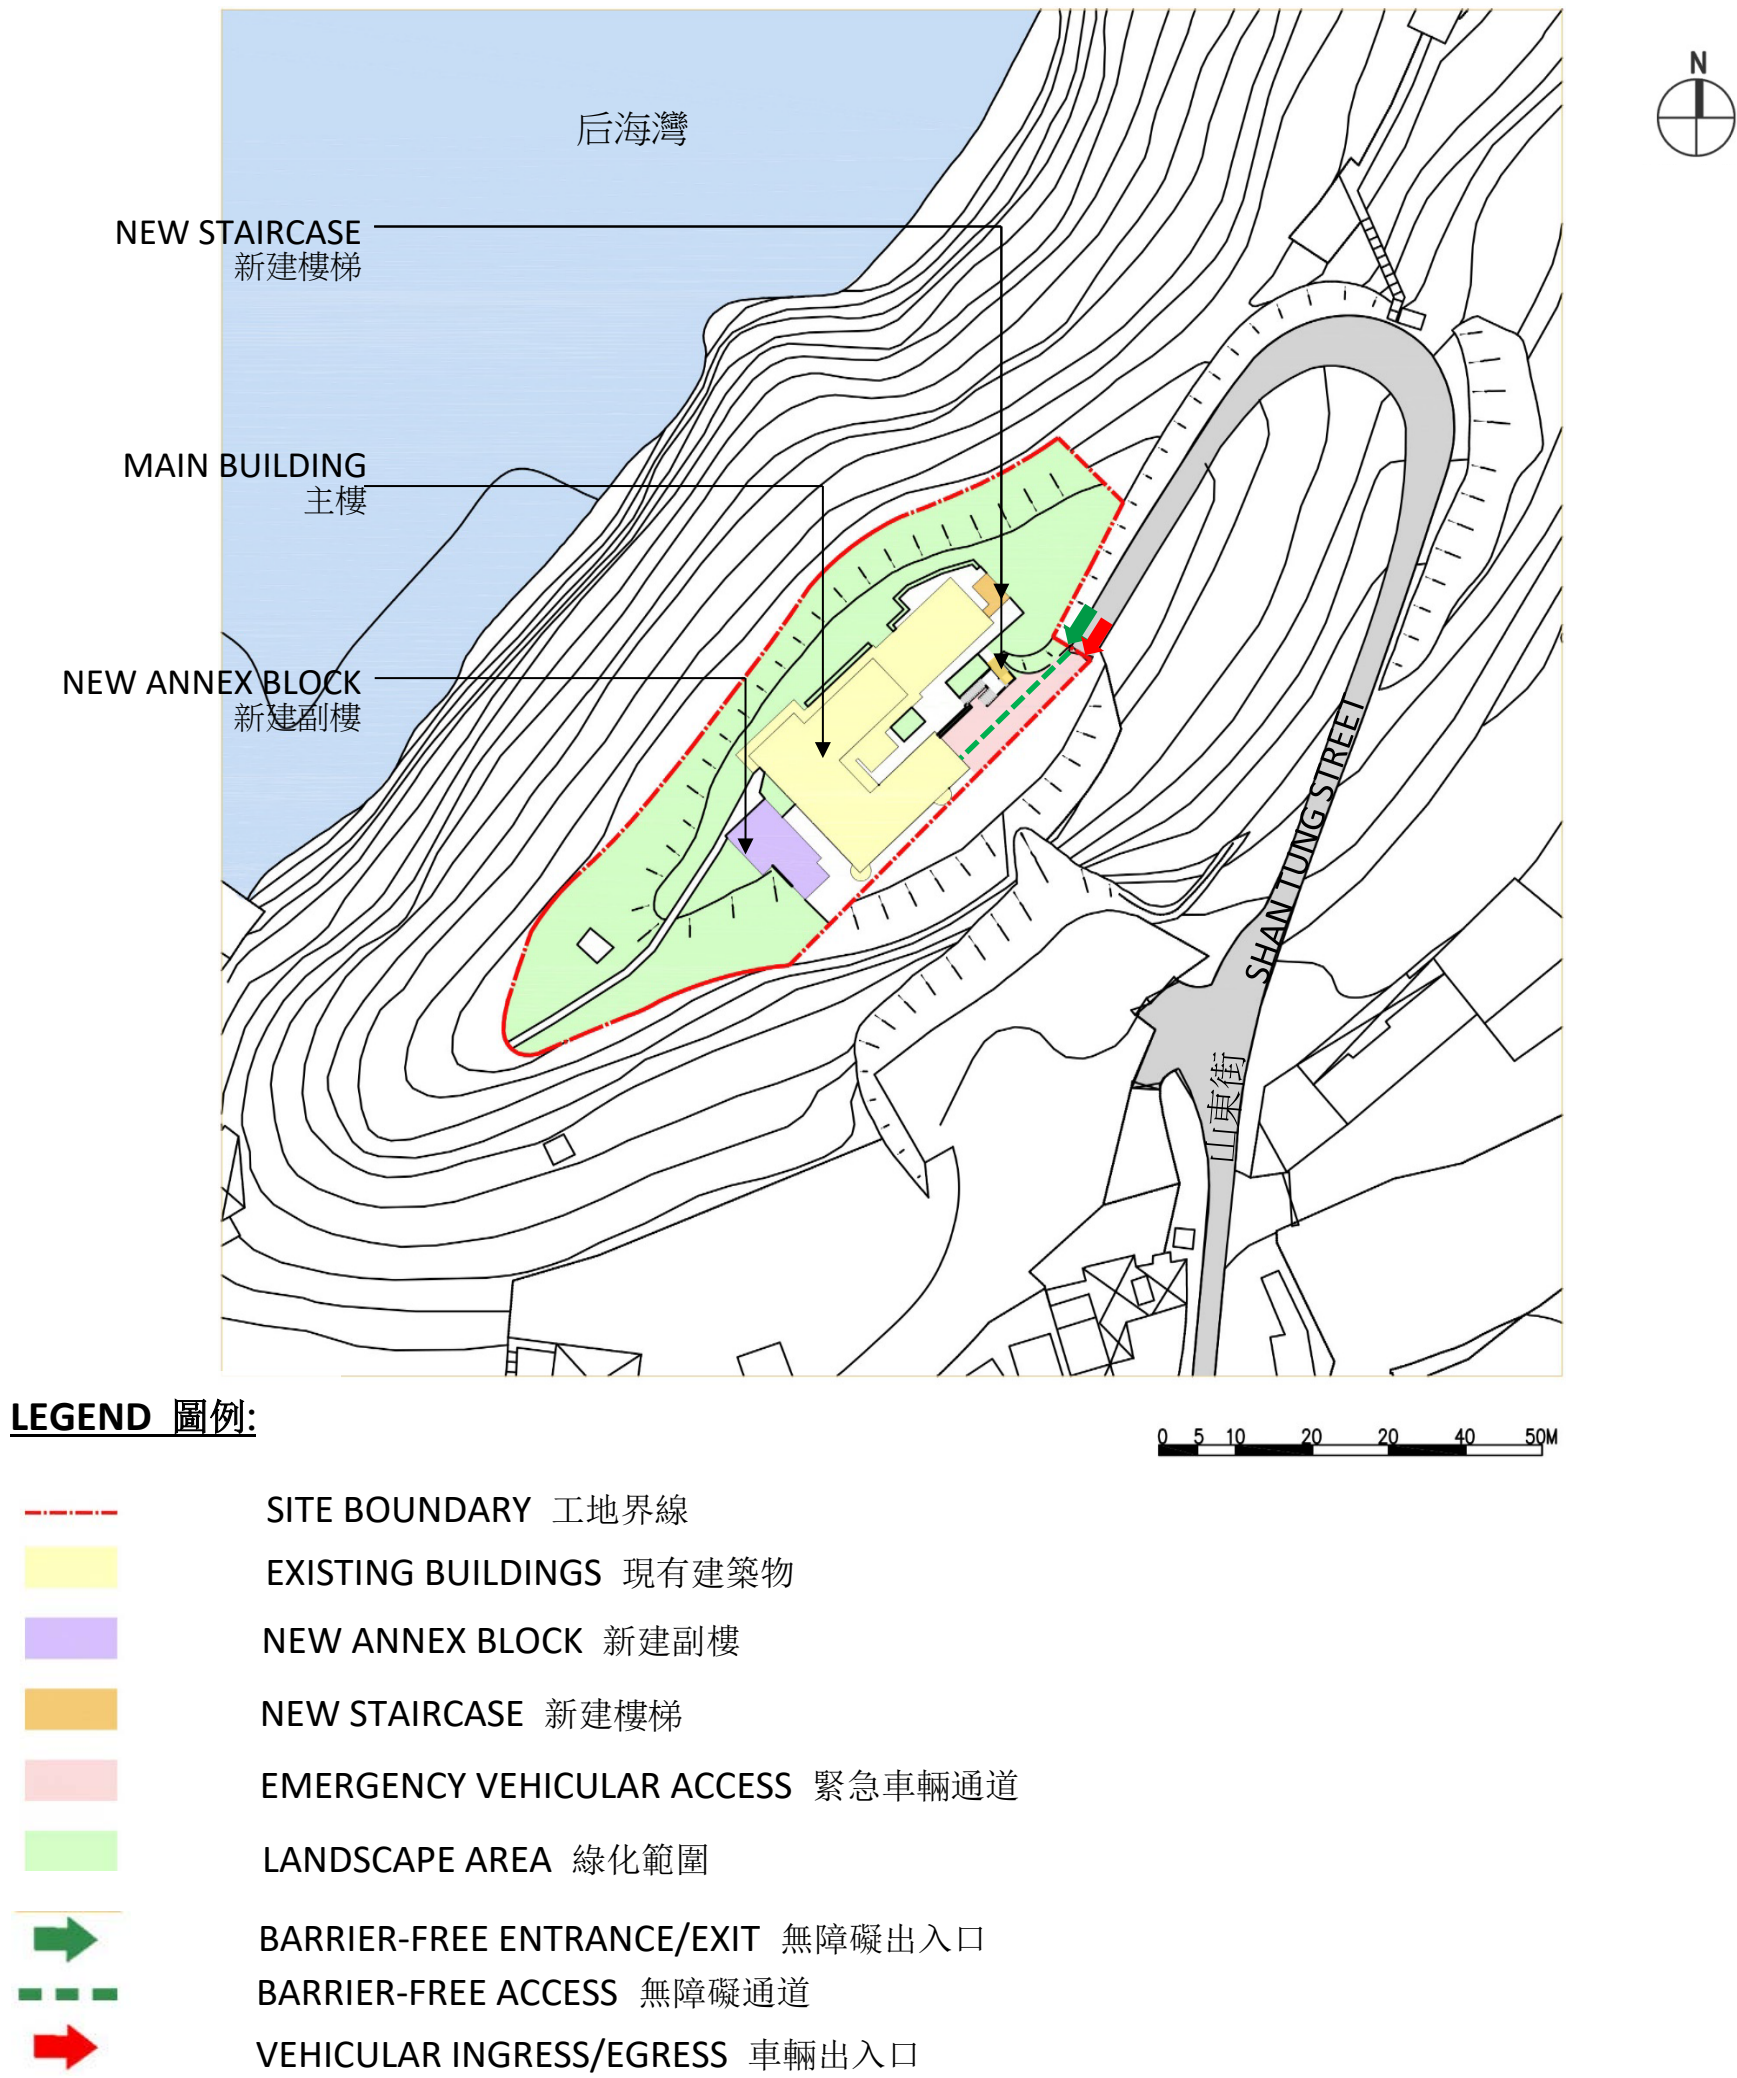 N
后海灣
NEW STAIRCASE
新建樓梯
MAIN BUILDING
主樓
NEW ANNEX BLOCK
新建副樓
SHAN TUNG STREET
山東街
LEGEND 圖例:
0 5 10 20 20 40 50M
SITE BOUNDARY 工地界線
EXISTING BUILDINGS 現有建築物
NEW ANNEX BLOCK 新建副樓
NEW STAIRCASE 新建樓梯
EMERGENCY VEHICULAR ACCESS 緊急車輛通道
LANDSCAPE AREA 綠化範圍
BARRIER-FREE ENTRANCE/EXIT 無障礙出入口
BARRIER-FREE ACCESS 無障礙通道
VEHICULAR INGRESS/EGRESS 車輛出入口